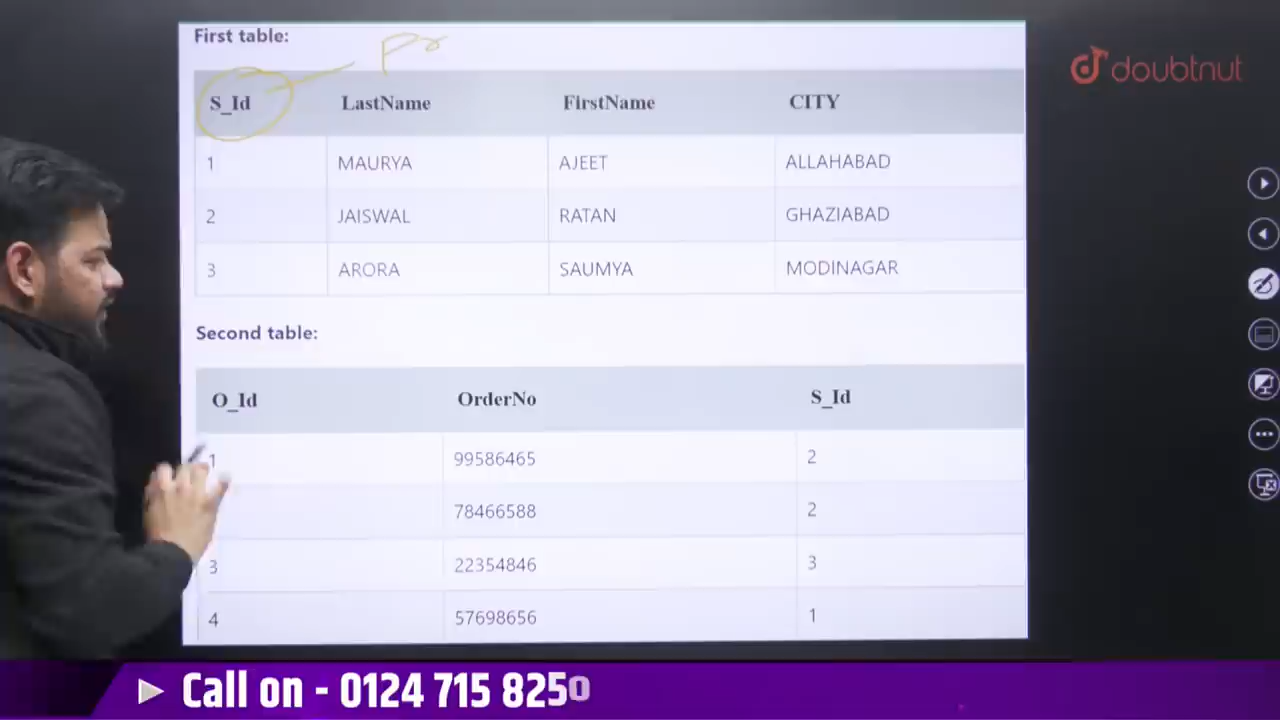 First table:
Pr
doubtnut
S_Id LastName FirstName CITY
1 MAURYA AJEET ALLAHABAD
2 JAISWAL RATAN GHAZIABAD
3 ARORA SAUMYA MODINAGAR
Second table:
O_Id OrderNo S_Id
1 99586465 2
78466588 2
3 22354846 3
4 57698656 1
Call on - 0124 715 8250